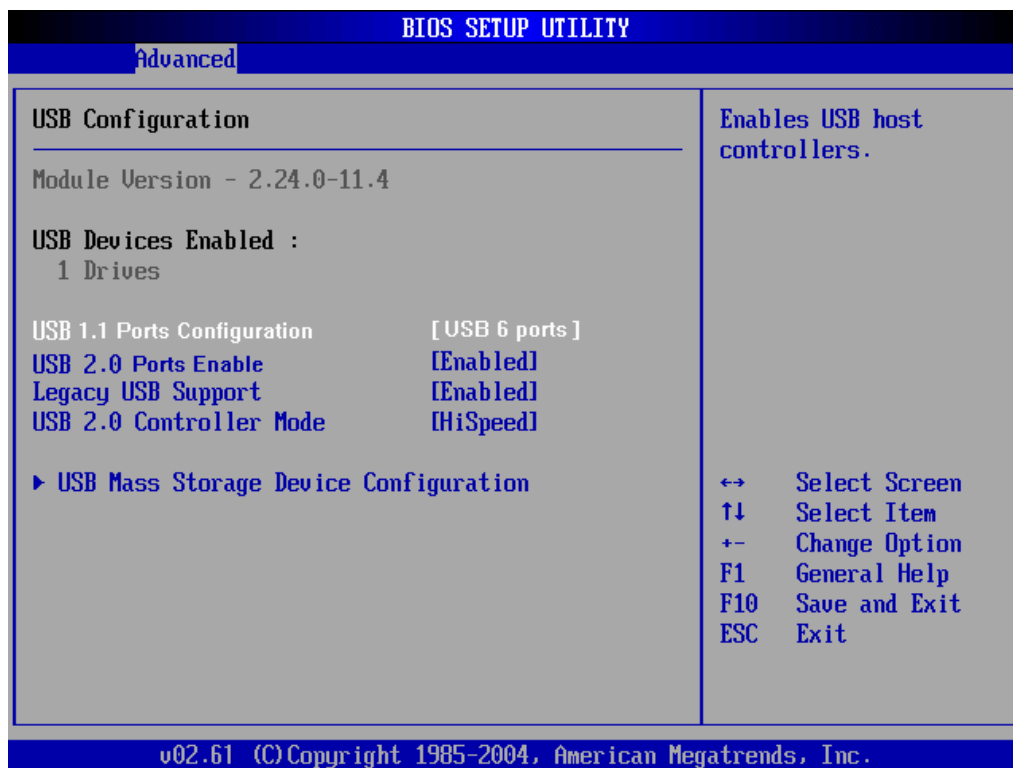 BIOS SETUP UTILITY
Advanced
USB Configuration
Module Version - 2.24.0-11.4
USB Devices Enabled :
1 Drives
USB 1.1 Ports Configuration [ USB 6 ports ]
USB 2.0 Ports Enable [Enabled]
Legacy USB Support [Enabled]
USB 2.0 Controller Mode [HiSpeed]
▶ USB Mass Storage Device Configuration
Enables USB host
controllers.
↔ Select Screen
↑↓ Select Item
+- Change Option
F1 General Help
F10 Save and Exit
ESC Exit
v02.61 (C)Copyright 1985-2004, American Megatrends, Inc.